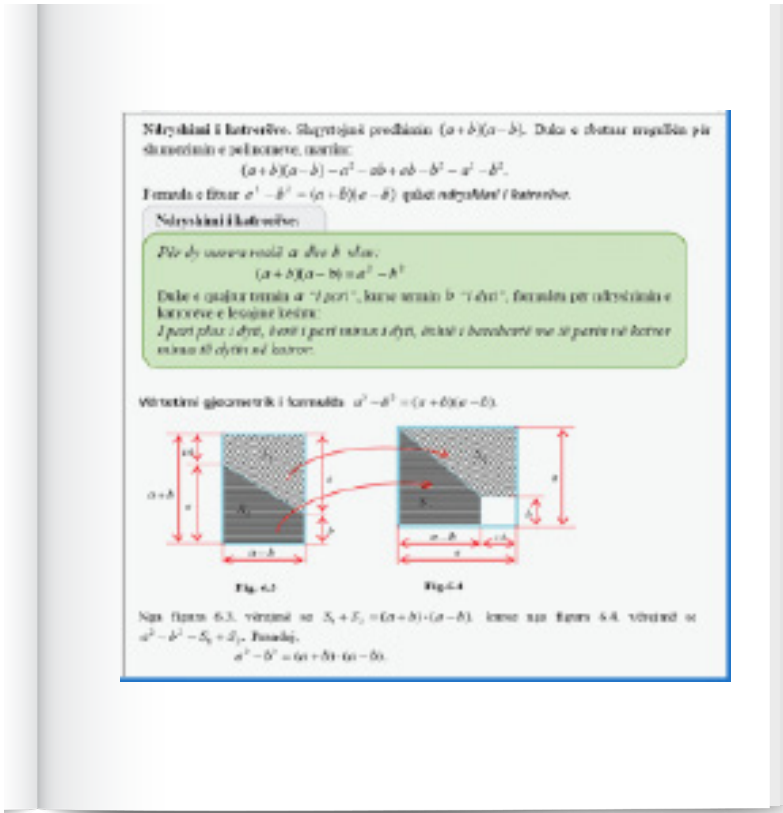 Ndryshimi i katrorëve. Shqyrtojmë prodhimin (a+b)(a−b). Duke e zbatuar rregullën për
shumëzimin e polinomeve, marrim:
(a+b)(a−b) = a² − ab + ab − b² = a² − b².
Formula e fituar a² − b² = (a+b)(a−b) quhet ndryshimi i katrorëve.
Ndryshimi i katrorëve:
Për dy numra realë a dhe b vlen:
(a+b)(a−b) = a² − b²
Duke e quajtur termin a "i pari", kurse termin b "i dyti", formulën për ndryshimin e
katrorëve e lexojmë kështu:
I pari plus i dyti, herë i pari minus i dyti, është i barabartë me të parin në katror
minus të dytin në katror.
Vërtetimi gjeometrik i formulës a² − b² = (a+b)(a−b).
a+b
a
a
b
a−b
a
b
a−b
a
Fig. 6.3
Fig.6.4
Nga figura 6.3. vërejmë se S₁ + S₂ = (a+b)·(a−b), kurse nga figura 6.4. vërejmë se
a² − b² = S₁ + S₂. Prandaj,
a² − b² = (a+b)·(a−b).